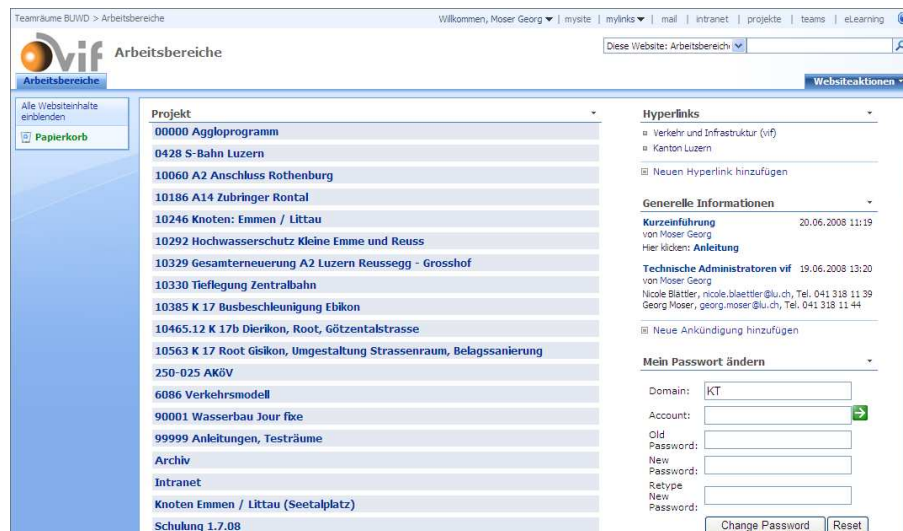 Teamräume BUWD > Arbeitsbereiche
Willkommen, Moser Georg | mysite | mylinks | mail | intranet | projekte | teams | eLearning
vif Arbeitsbereiche
Diese Website: Arbeitsbereich
Arbeitsbereiche
Websiteaktionen
Alle Websiteinhalte
einblenden
Papierkorb
Projekt
00000 Aggloprogramm
0428 S-Bahn Luzern
10060 A2 Anschluss Rothenburg
10186 A14 Zubringer Rontal
10246 Knoten: Emmen / Littau
10292 Hochwasserschutz Kleine Emme und Reuss
10329 Gesamterneuerung A2 Luzern Reussegg - Grosshof
10330 Tieflegung Zentralbahn
10385 K 17 Busbeschleunigung Ebikon
10465.12 K 17b Dierikon, Root, Götzentalstrasse
10563 K 17 Root Gisikon, Umgestaltung Strassenraum, Belagssanierung
250-025 AKöV
6086 Verkehrsmodell
90001 Wasserbau Jour fixe
99999 Anleitungen, Testräume
Archiv
Intranet
Knoten Emmen / Littau (Seetalplatz)
Schulung 1.7.08
Hyperlinks
Verkehr und Infrastruktur (vif)
Kanton Luzern
Neuen Hyperlink hinzufügen
Generelle Informationen
Kurzeinführung 20.06.2008 11:19
von Moser Georg
Hier klicken: Anleitung
Technische Administratoren vif 19.06.2008 13:20
von Moser Georg
Nicole Blättler, nicole.blaettler@lu.ch, Tel. 041 318 11 39
Georg Moser, georg.moser@lu.ch, Tel. 041 318 11 44
Neue Ankündigung hinzufügen
Mein Passwort ändern
Domain: KT
Account:
Old
Password:
New
Password:
Retype
New
Password:
Change Password Reset